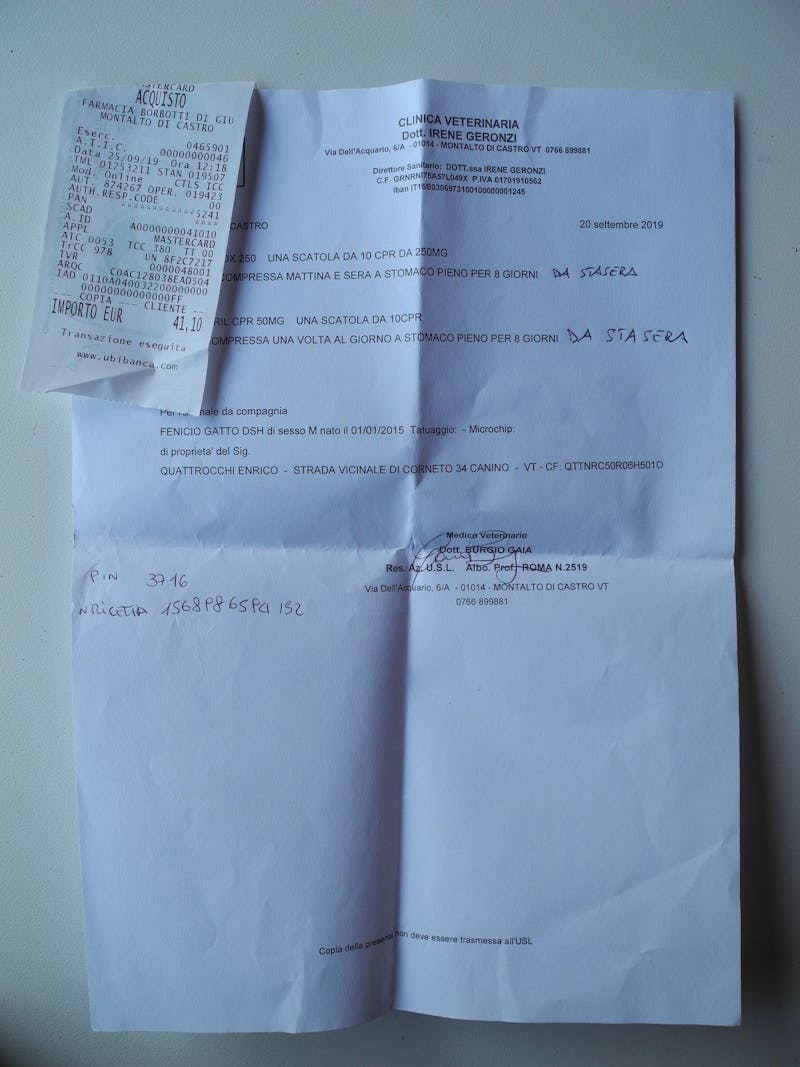 ACQUISTO
FARMACIA BORBOTTI DI GIU
MONTALTO DI CASTRO
Eserc. 0465901
A.I.I.C. 00000000046
Data 25/09/19 Ora 12:18
TML 01253211 STAN 019507
Mod. Online CTLS ICC
AUT. 874267 OPER. 019423
AUTH.RESP.CODE 00
PAN ************5241
SCAD ****
A.ID A0000000041010
APPL MASTERCARD
ATC 0053 TCC 380 TT 00
TrCC 978 UN 8F2C7217
TVR 0000048001
ARQC C0AC128038EAD504
IAD 0110A04003220000000
00000000000000FF
--- COPIA --- CLIENTE --
IMPORTO EUR 41,10
Transazione eseguita
www.ubibanca.com
CLINICA VETERINARIA
Dott. IRENE GERONZI
Via Dell'Acquario, 6/A - 01014 - MONTALTO DI CASTRO VT 0766 899881
Direttore Sanitario: DOTT.ssa IRENE GERONZI
C.F. GRNRNI75A57L049X P.IVA 01701910562
Iban IT15B0306973150100000001245
CASTRO 20 settembre 2019
OX 250 UNA SCATOLA DA 10 CPR DA 250MG
COMPRESSA MATTINA E SERA A STOMACO PIENO PER 8 GIORNI DA STASERA
RIL CPR 50MG UNA SCATOLA DA 10CPR
OMPRESSA UNA VOLTA AL GIORNO A STOMACO PIENO PER 8 GIORNI DA STASERA
da compagnia
FENICIO GATTO DSH di sesso M nato il 01/01/2015 Tatuaggio: - Microchip:
di proprieta' del Sig.
QUATTROCCHI ENRICO - STRADA VICINALE DI CORNETO 34 CANINO - VT - CF: QTTNRC50R06H501O
Medico Veterinario
Dott. BURGIO GAIA
Res. Az. U.S.L. Albo. Prof. ROMA N.2519
Via Dell'Acquario, 6/A - 01014 - MONTALTO DI CASTRO VT
0766 899881
PIN 3716
N RICETTA
Copia della presente non deve essere trasmessa all'USL